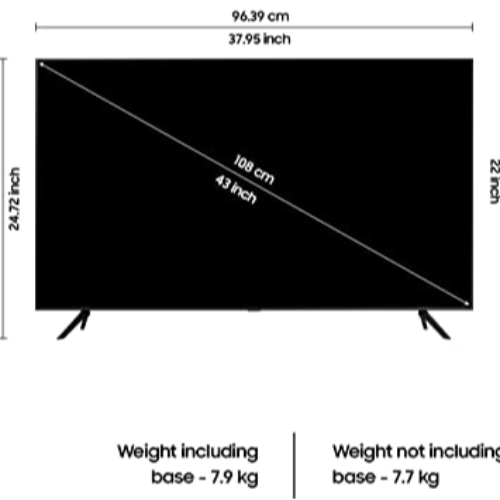 96.39 cm
37.95 inch
108 cm
43 inch
24.72 inch
22 inch
Weight including
base - 7.9 kg
Weight not including
base - 7.7 kg